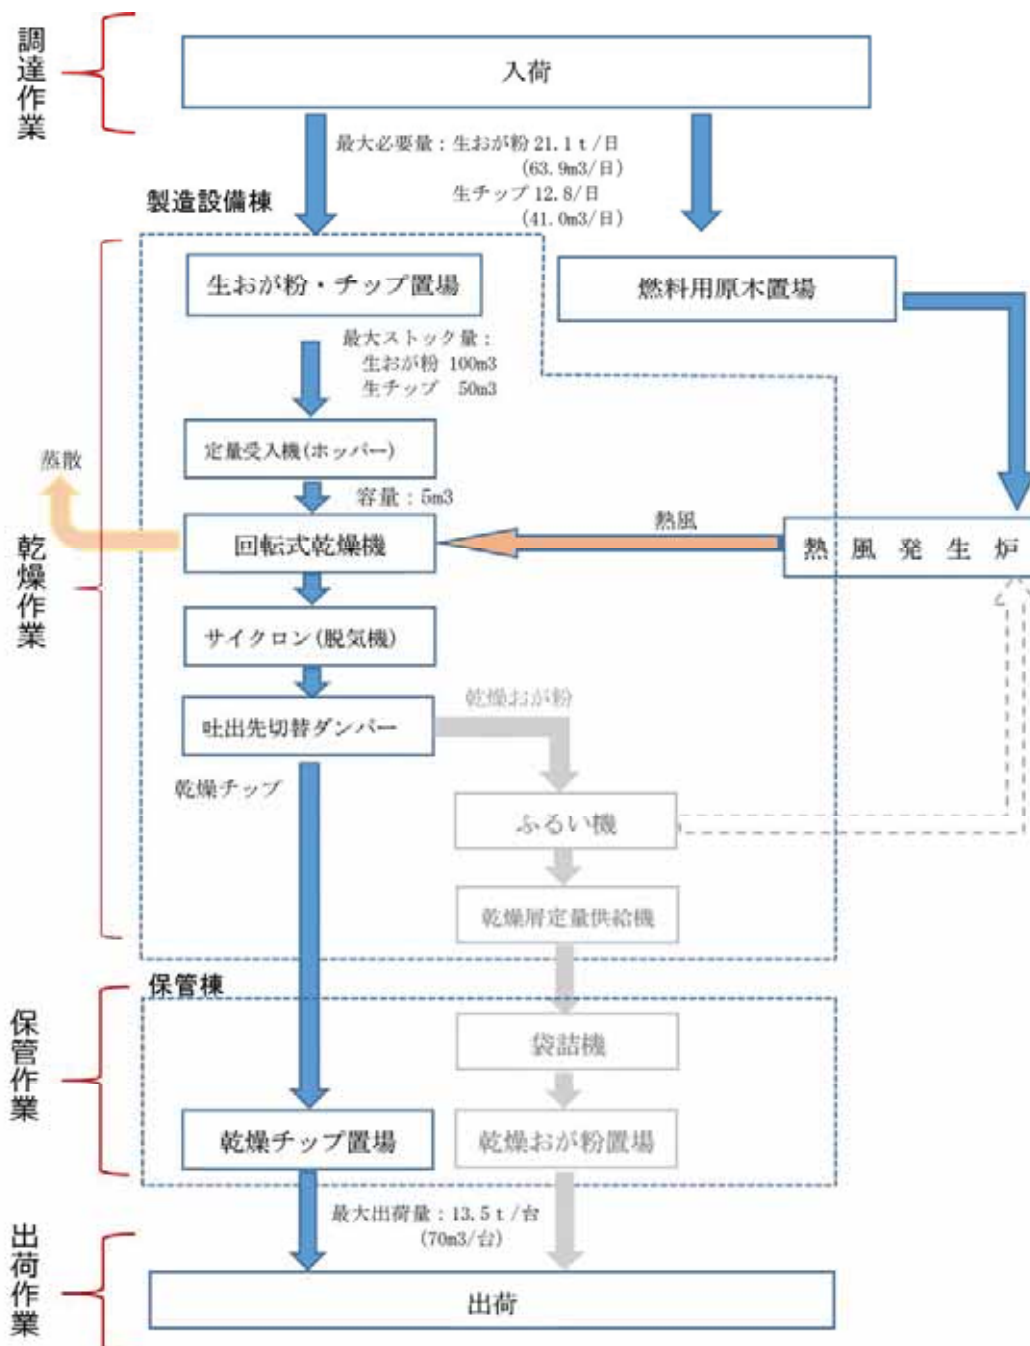 調達作業
入荷
最大必要量：生おが粉 21.1ｔ/日
(63.9m3/日)
生チップ 12.8/日
(41.0m3/日)
製造設備棟
生おが粉・チップ置場
燃料用原木置場
最大ストック量：
生おが粉 100m3
生チップ 50m3
定量受入機(ホッパー)
蒸散
容量：5m3
乾燥作業
回転式乾燥機
熱風
熱風発生炉
サイクロン(脱気機)
吐出先切替ダンパー
乾燥おが粉
乾燥チップ
ふるい機
乾燥屑定量供給機
保管棟
保管作業
袋詰機
乾燥チップ置場
乾燥おが粉置場
最大出荷量：13.5ｔ/台
(70m3/台)
出荷作業
出荷